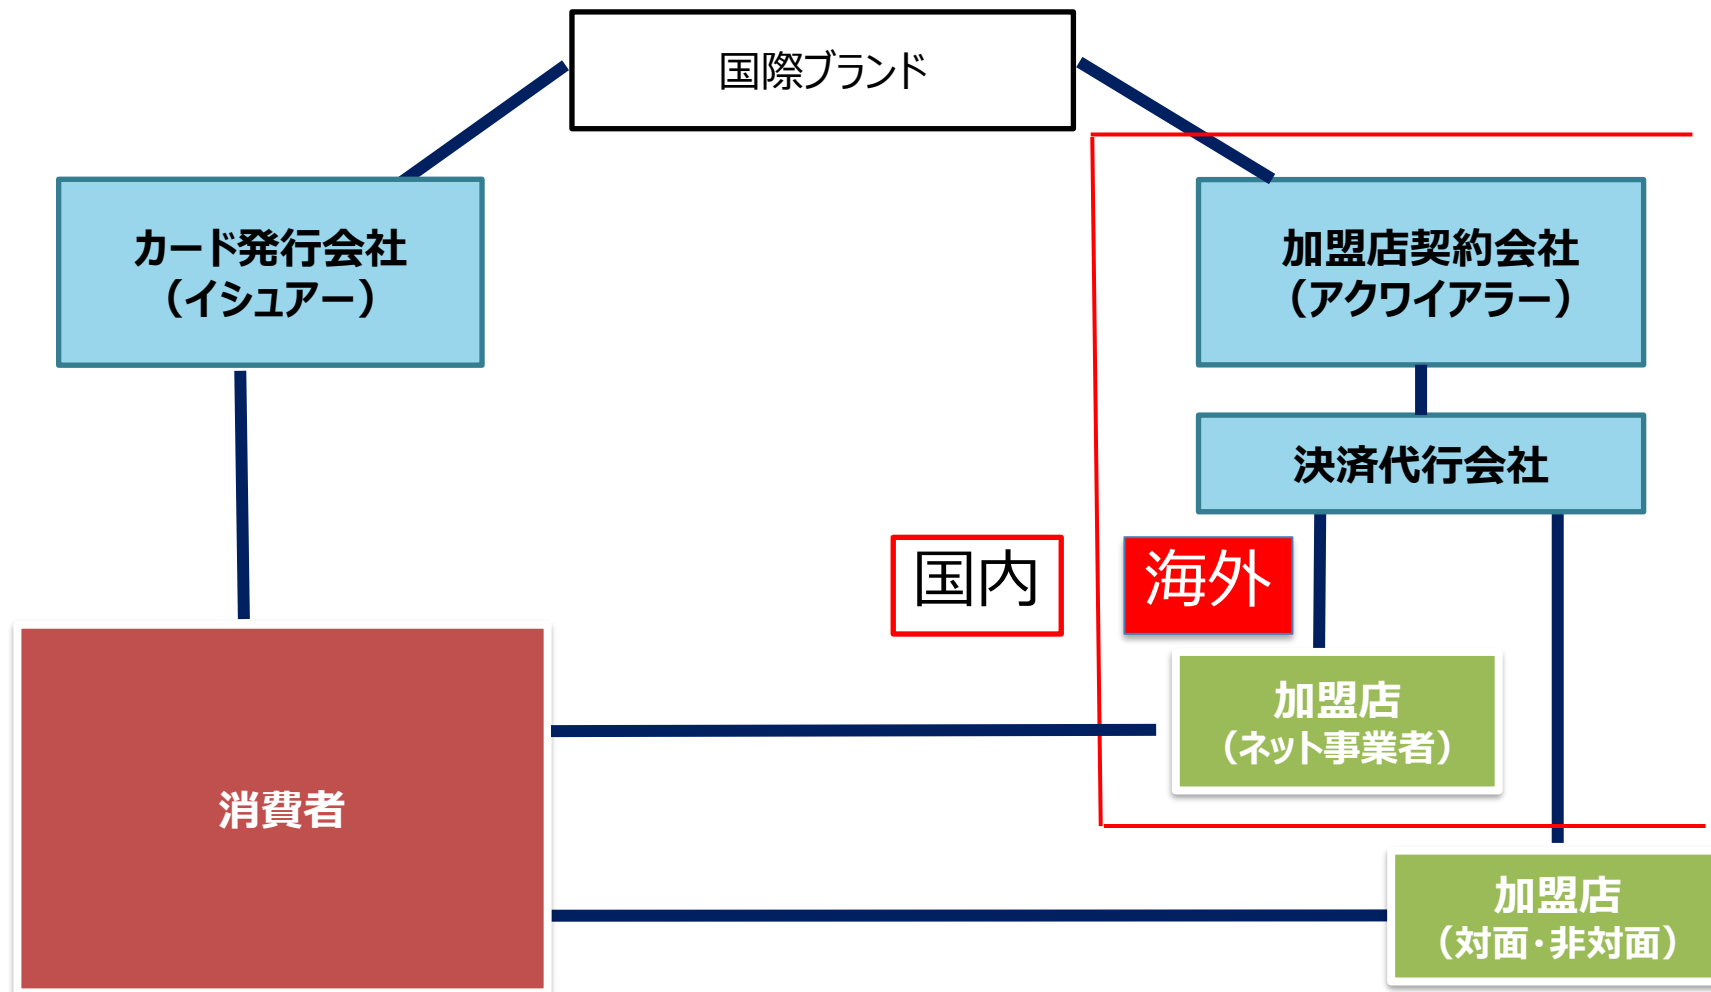 国際ブランド
カード発行会社
（イシュアー）
加盟店契約会社
（アクワイアラー）
決済代行会社
国内
海外
加盟店
（ネット事業者）
消費者
加盟店
（対面・非対面）